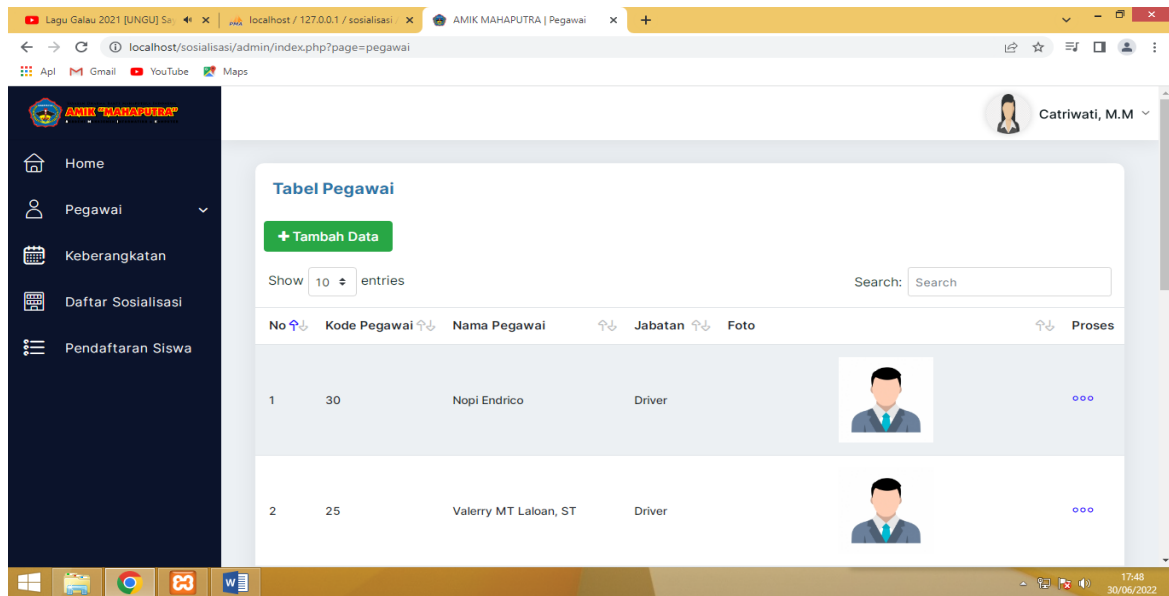 Lagu Galau 2021 [UNGU] Sa
localhost / 127.0.0.1 / sosialisasi /
AMIK MAHAPUTRA | Pegawai
localhost/sosialisasi/admin/index.php?page=pegawai
Apl Gmail YouTube Maps
AMIK "MAHAPUTRA"
Catriwati, M.M
Home
Pegawai
Keberangkatan
Daftar Sosialisasi
Pendaftaran Siswa
Tabel Pegawai
+ Tambah Data
Show 10 entries
Search: Search
No Kode Pegawai Nama Pegawai Jabatan Foto Proses
1 30 Nopi Endrico Driver
2 25 Valerry MT Laloan, ST Driver
17:48
30/06/2022